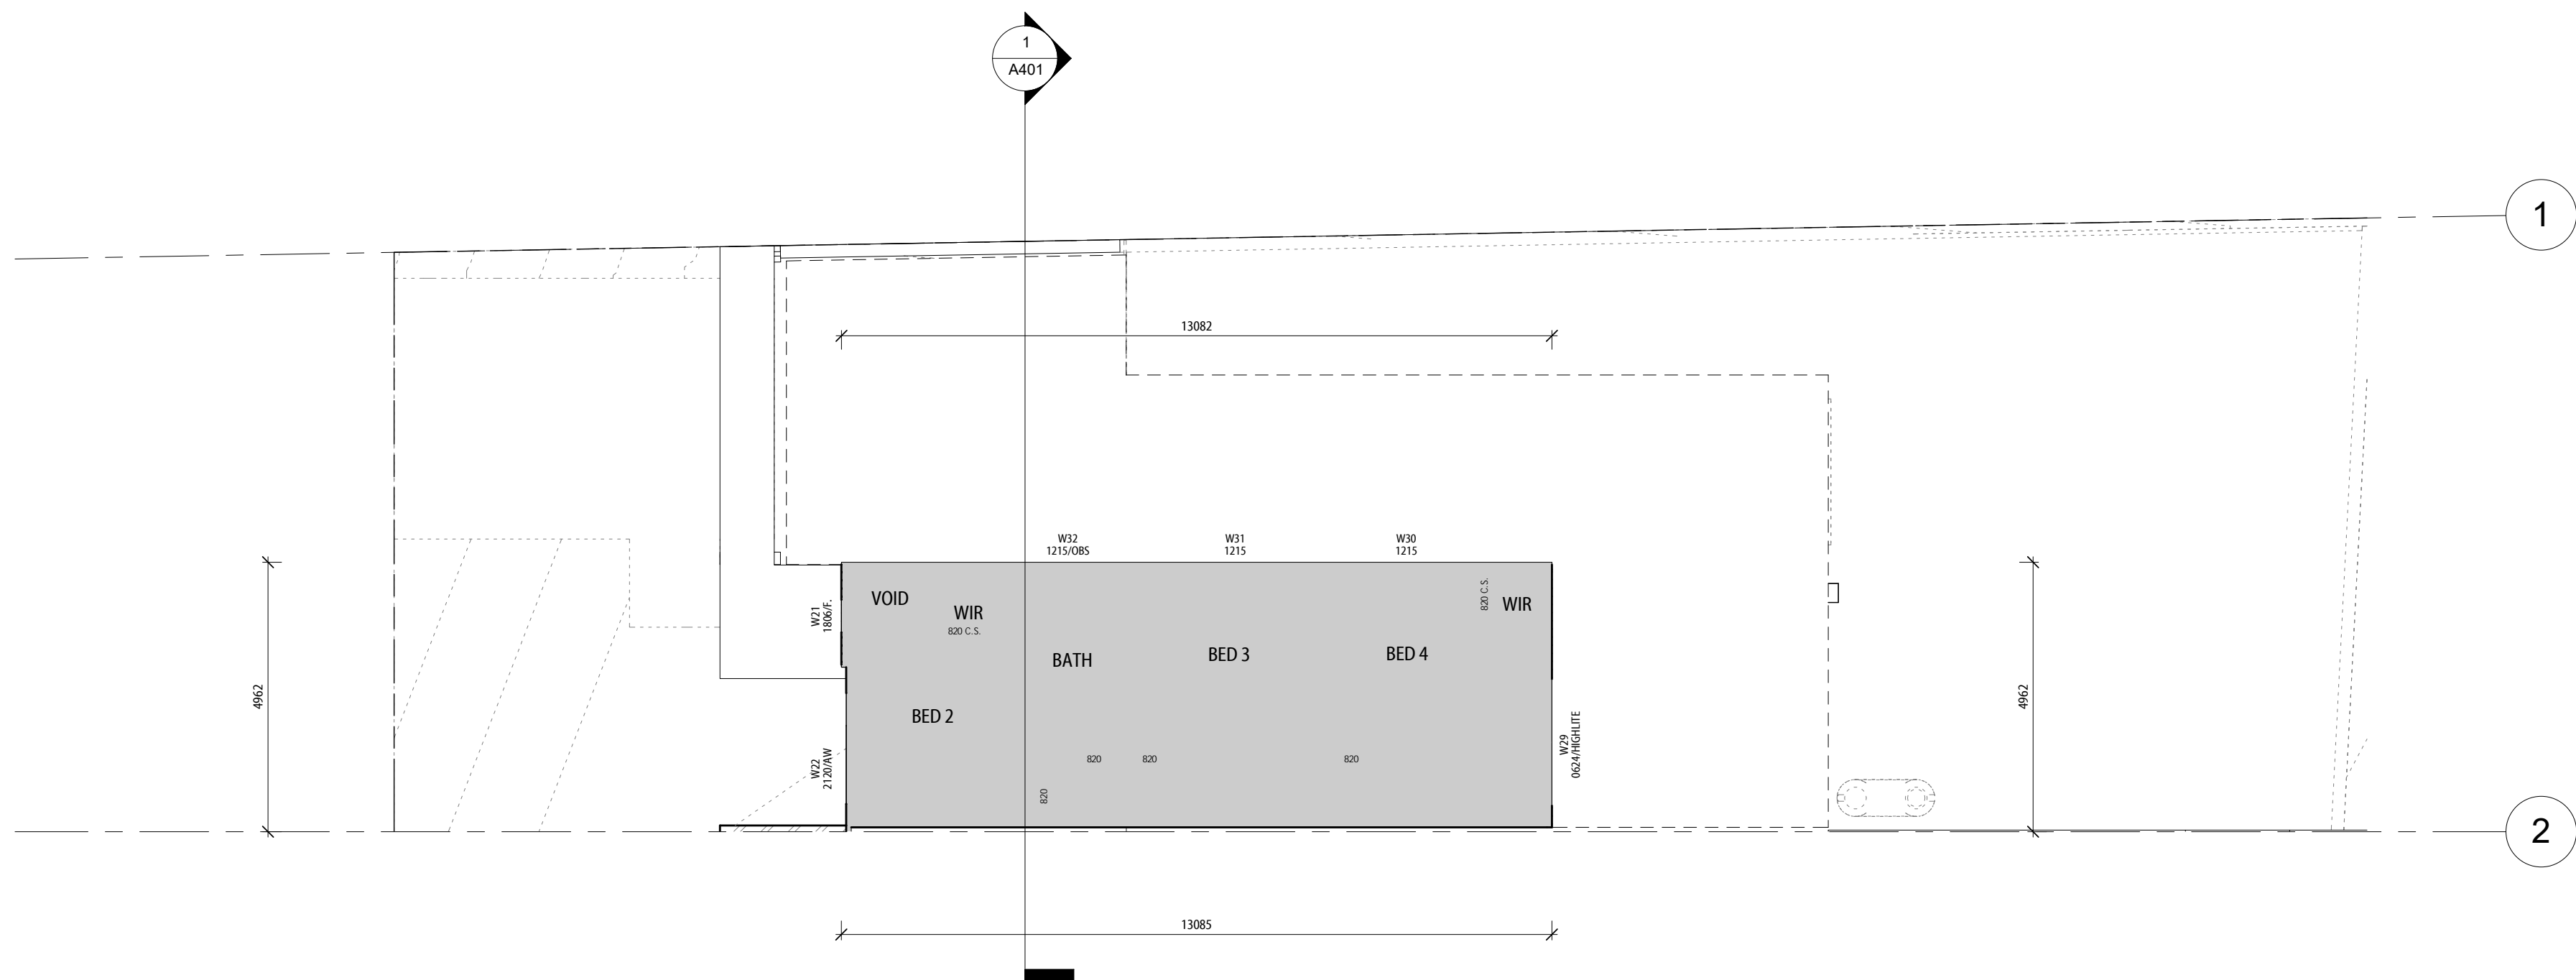 1
A401
1
13082
W32
1215/OBS
W31
1215
W30
1215
4962
W21
1806/F.
VOID
WIR
820 C.S.
820 C.S.
WIR
BATH
BED 3
BED 4
4962
BED 2
W22
2120/AW
820
820
820
820
W29
0624/HIGHLITE
2
13085